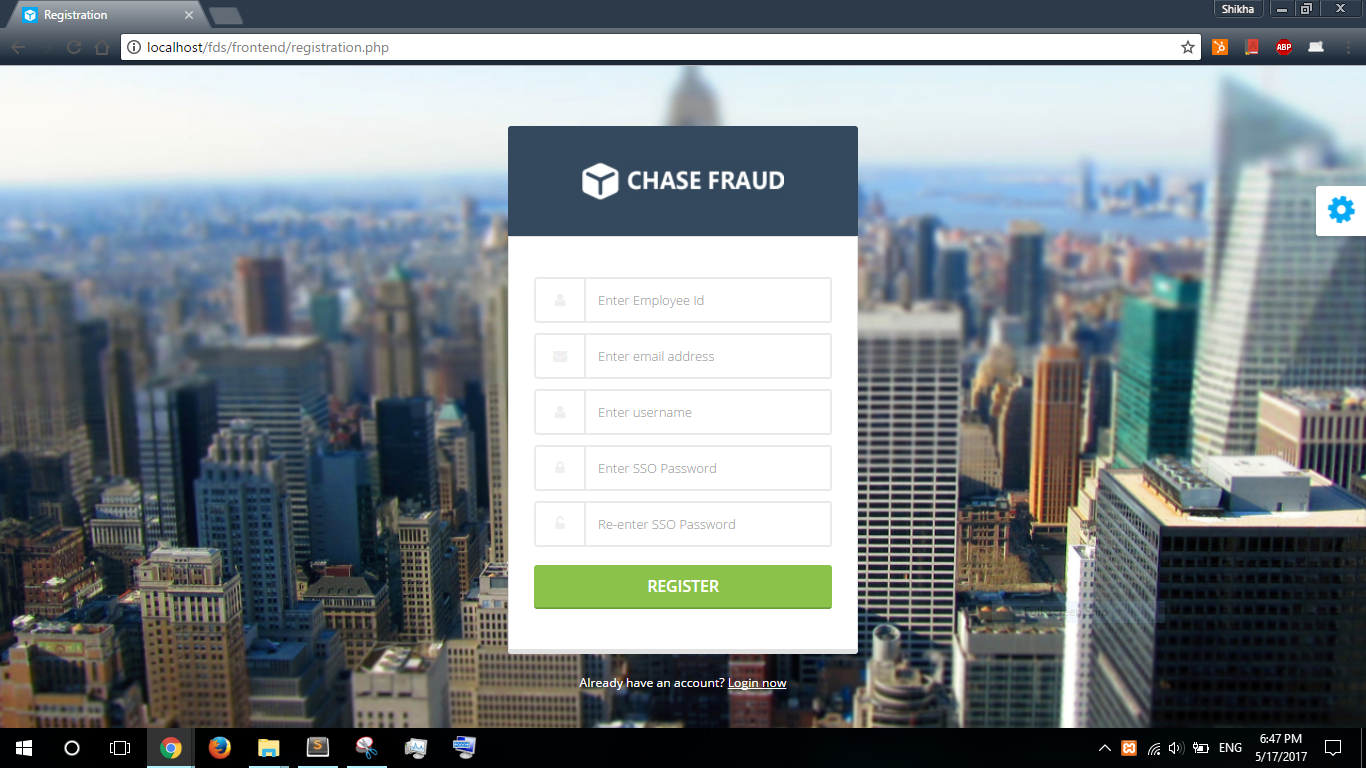 Registration
Shikha
localhost/fds/frontend/registration.php
ABP
CHASE FRAUD
Enter Employee Id
Enter email address
Enter username
Enter SSO Password
Re-enter SSO Password
REGISTER
Already have an account? Login now
S
ENG
6:47 PM
5/17/2017